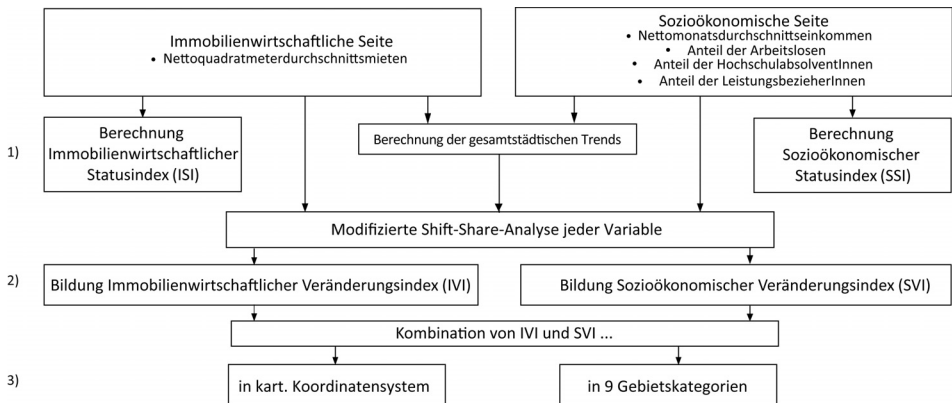 Immobilienwirtschaftliche Seite
• Nettoquadratmeterdurchschnittsmieten
Sozioökonomische Seite
• Nettomonatsdurchschnittseinkommen
• Anteil der Arbeitslosen
• Anteil der HochschulabsolventInnen
• Anteil der LeistungsbezieherInnen
1)
Berechnung
Immobilienwirtschaftlicher
Statusindex (ISI)
Berechnung der gesamtstädtischen Trends
Berechnung
Sozioökonomischer
Statusindex (SSI)
Modifizierte Shift-Share-Analyse jeder Variable
2)
Bildung Immobilienwirtschaftlicher Veränderungsindex (IVI)
Bildung Sozioökonomischer Veränderungsindex (SVI)
Kombination von IVI und SVI ...
3)
in kart. Koordinatensystem
in 9 Gebietskategorien